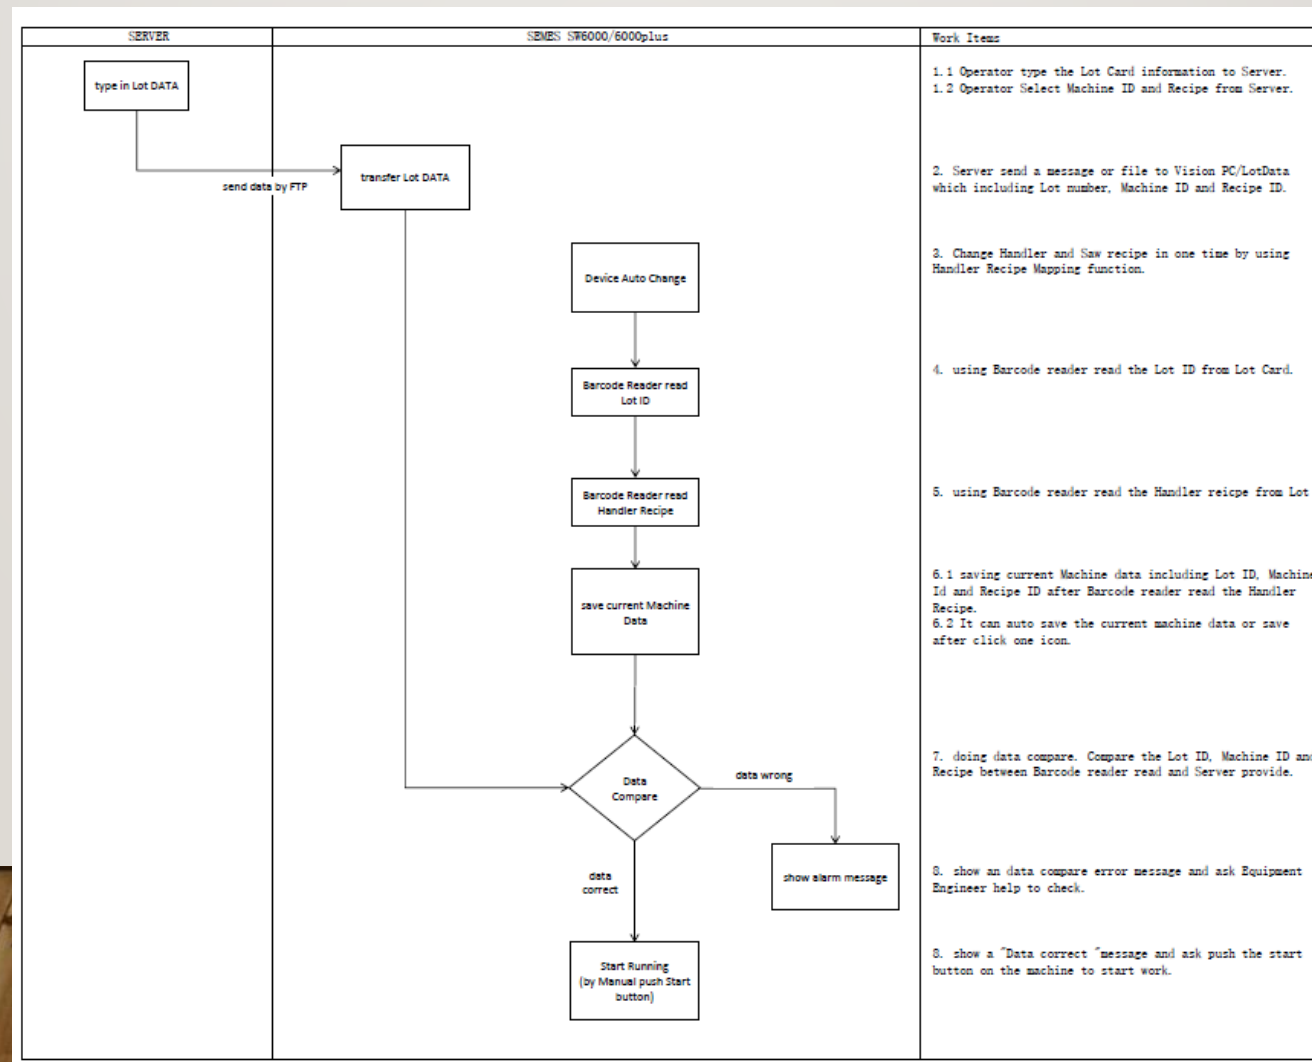 SERVER
SEMES SW6000/6000plus
Work Items
type in Lot DATA
1.1 Operator type the Lot Card information to Server.
1.2 Operator Select Machine ID and Recipe from Server.
send data by FTP
transfer Lot DATA
2. Server send a message or file to Vision PC/LotData
which including Lot number, Machine ID and Recipe ID.
Device Auto Change
3. Change Handler and Saw recipe in one time by using
Handler Recipe Mapping function.
Barcode Reader read
Lot ID
4. using Barcode reader read the Lot ID from Lot Card.
Barcode Reader read
Handler Recipe
5. using Barcode reader read the Handler reicpe from Lot
save current Machine
Data
6.1 saving current Machine data including Lot ID, Machine
Id and Recipe ID after Barcode reader read the Handler
Recipe.
6.2 It can auto save the current machine data or save
after click one icon.
Data
Compare
data wrong
7. doing data compare. Compare the Lot ID, Machine ID and
Recipe between Barcode reader read and Server provide.
data
correct
show alarm message
8. show an data compare error message and ask Equipment
Engineer help to check.
Start Running
(by Manual push Start
button)
8. show a "Data correct "message and ask push the start
button on the machine to start work.